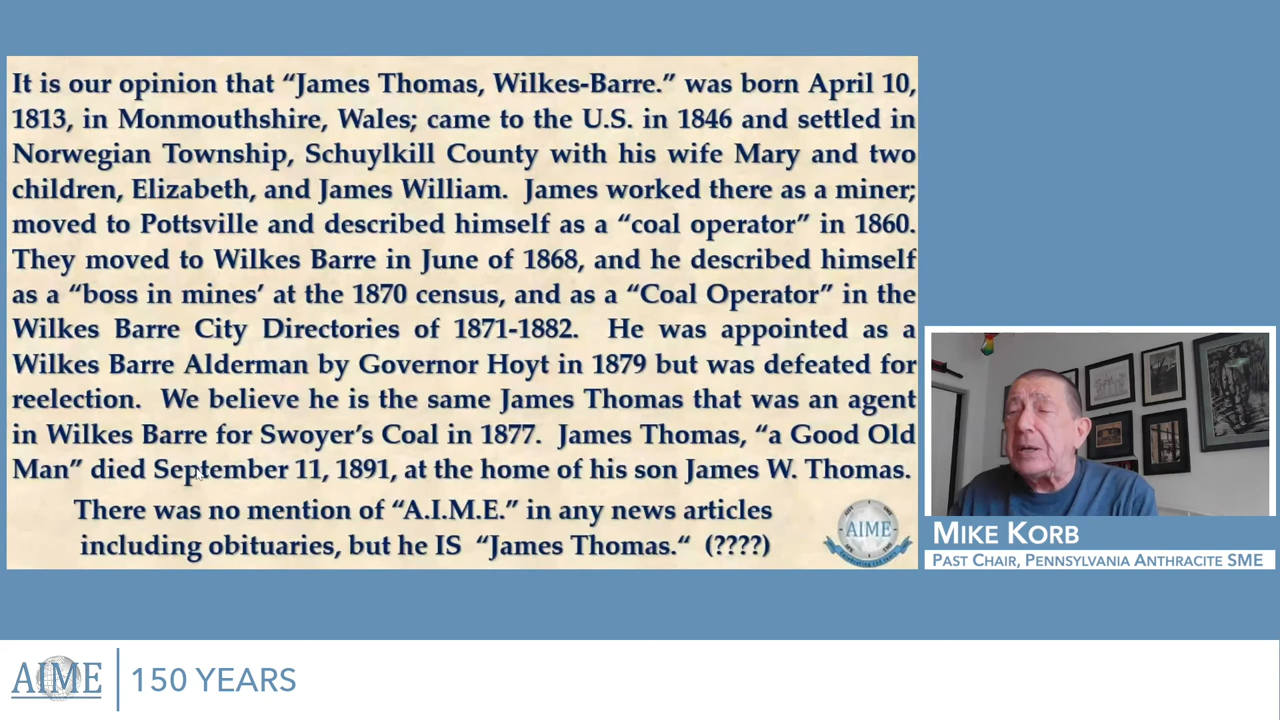 It is our opinion that “James Thomas, Wilkes-Barre.” was born April 10,
1813, in Monmouthshire, Wales; came to the U.S. in 1846 and settled in
Norwegian Township, Schuylkill County with his wife Mary and two
children, Elizabeth, and James William. James worked there as a miner;
moved to Pottsville and described himself as a “coal operator” in 1860.
They moved to Wilkes Barre in June of 1868, and he described himself
as a “boss in mines’ at the 1870 census, and as a “Coal Operator” in the
Wilkes Barre City Directories of 1871-1882. He was appointed as a
Wilkes Barre Alderman by Governor Hoyt in 1879 but was defeated for
reelection. We believe he is the same James Thomas that was an agent
in Wilkes Barre for Swoyer’s Coal in 1877. James Thomas, “a Good Old
Man” died September 11, 1891, at the home of his son James W. Thomas.
There was no mention of “A.I.M.E.” in any news articles
including obituaries, but he IS “James Thomas.“ (????)
AIME
MIKE KORB
PAST CHAIR, PENNSYLVANIA ANTHRACITE SME
AIME
150 YEARS